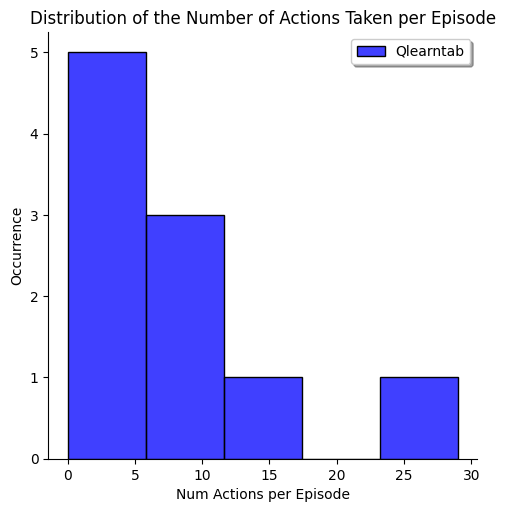 Distribution of the Number of Actions Taken per Episode
Qlearntab
5
4
3
2
1
0
Occurrence
0 5 10 15 20 25 30
Num Actions per Episode